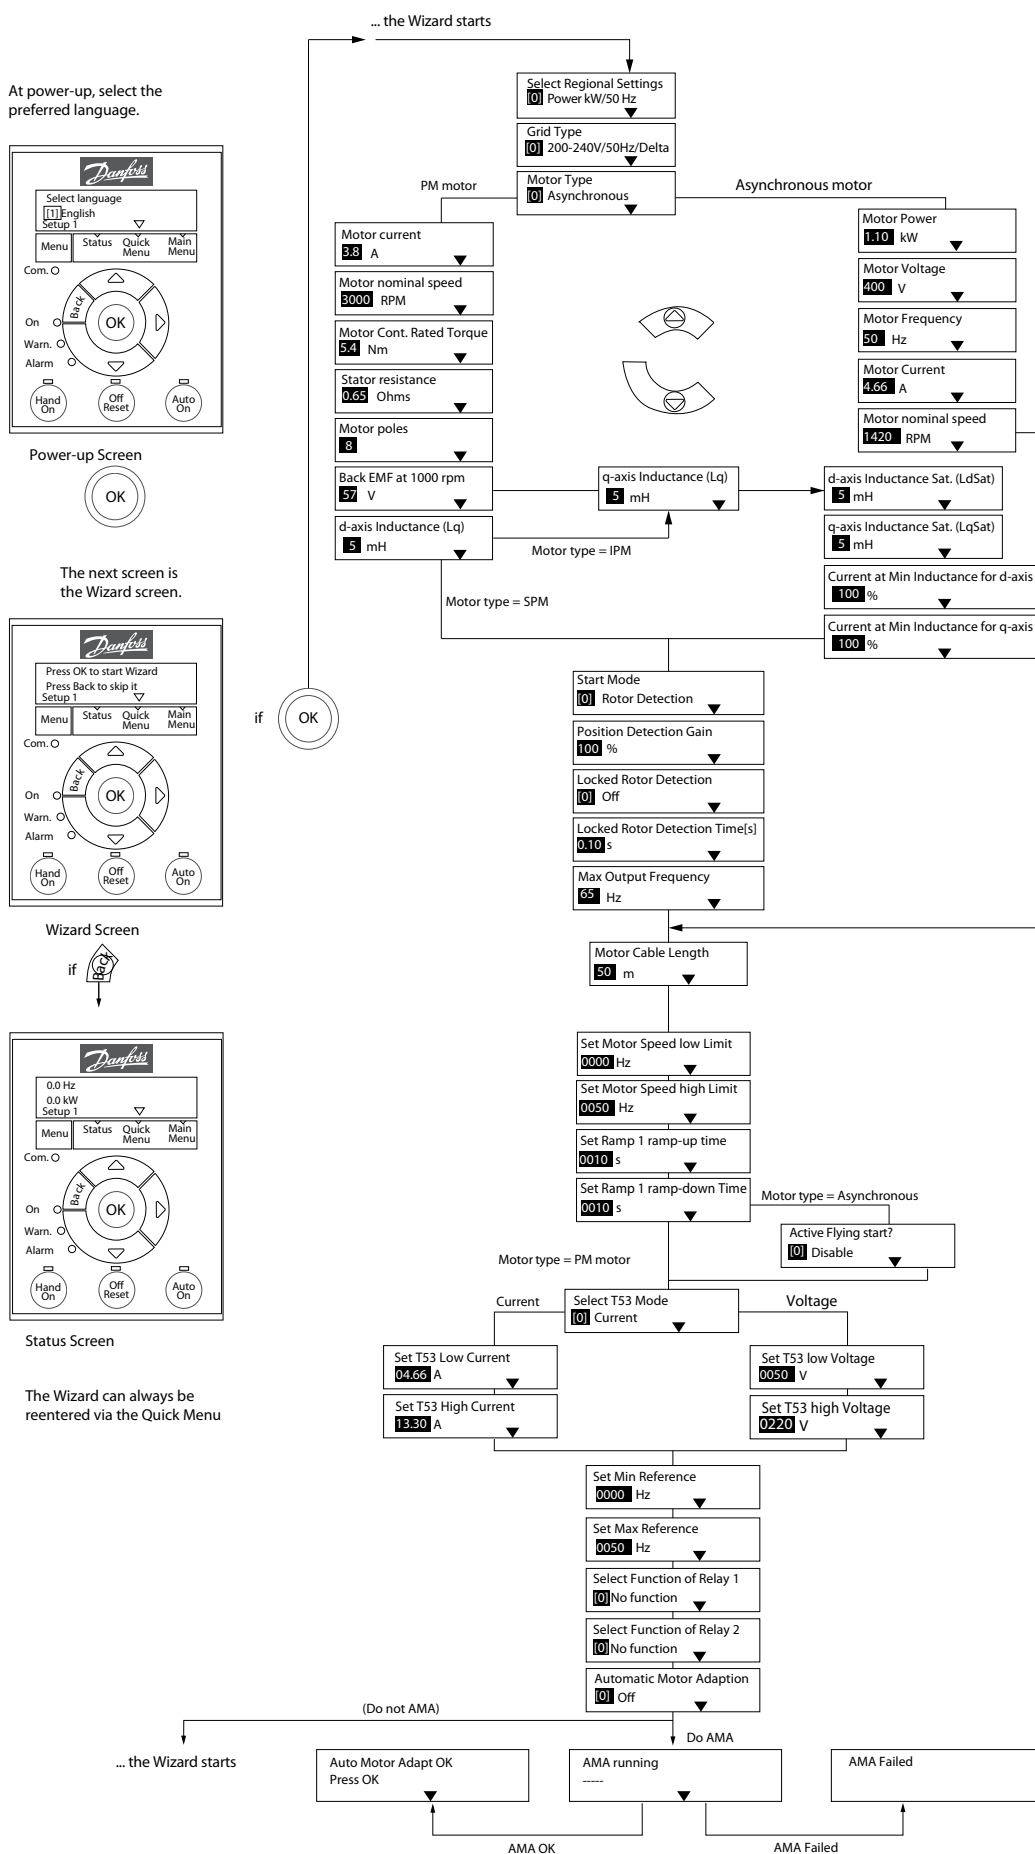 ... the Wizard starts
At power-up, select the
preferred language.
Danfoss
Select language
[1] English
Setup 1
Menu
Status
Quick
Menu
Main
Menu
Com.
Back
OK
On
Warn.
Alarm
Hand
On
Off
Reset
Auto
On
Power-up Screen
OK
The next screen is
the Wizard screen.
Danfoss
Press OK to start Wizard
Press Back to skip it
Setup 1
Menu
Status
Quick
Menu
Main
Menu
Com.
Back
OK
On
Warn.
Alarm
Hand
On
Off
Reset
Auto
On
Wizard Screen
if
Back
if
OK
Danfoss
0.0 Hz
0.0 kW
Setup 1
Menu
Status
Quick
Menu
Main
Menu
Com.
Back
OK
On
Warn.
Alarm
Hand
On
Off
Reset
Auto
On
Status Screen
The Wizard can always be
reentered via the Quick Menu
Select Regional Settings
[0] Power kW/50 Hz
Grid Type
[0] 200-240V/50Hz/Delta
Motor Type
[0] Asynchronous
PM motor
Asynchronous motor
Motor current
3.8 A
Motor nominal speed
3000 RPM
Motor Cont. Rated Torque
5.4 Nm
Stator resistance
0.65 Ohms
Motor poles
8
Back EMF at 1000 rpm
57 V
d-axis Inductance (Lq)
5 mH
Motor Power
1.10 kW
Motor Voltage
400 V
Motor Frequency
50 Hz
Motor Current
4.66 A
Motor nominal speed
1420 RPM
q-axis Inductance (Lq)
5 mH
Motor type = IPM
Motor type = SPM
d-axis Inductance Sat. (LdSat)
5 mH
q-axis Inductance Sat. (LqSat)
5 mH
Current at Min Inductance for d-axis
100 %
Current at Min Inductance for q-axis
100 %
Start Mode
[0] Rotor Detection
Position Detection Gain
100 %
Locked Rotor Detection
[0] Off
Locked Rotor Detection Time[s]
0.10 s
Max Output Frequency
65 Hz
Motor Cable Length
50 m
Set Motor Speed low Limit
0000 Hz
Set Motor Speed high Limit
0050 Hz
Set Ramp 1 ramp-up time
0010 s
Set Ramp 1 ramp-down Time
0010 s
Motor type = Asynchronous
Active Flying start?
[0] Disable
Motor type = PM motor
Current
Select T53 Mode
[0] Current
Voltage
Set T53 Low Current
04.66 A
Set T53 High Current
13.30 A
Set T53 low Voltage
0050 V
Set T53 high Voltage
0220 V
Set Min Reference
0000 Hz
Set Max Reference
0050 Hz
Select Function of Relay 1
[0] No function
Select Function of Relay 2
[0] No function
Automatic Motor Adaption
[0] Off
(Do not AMA)
Do AMA
... the Wizard starts
Auto Motor Adapt OK
Press OK
AMA running
-----
AMA Failed
AMA OK
AMA Failed